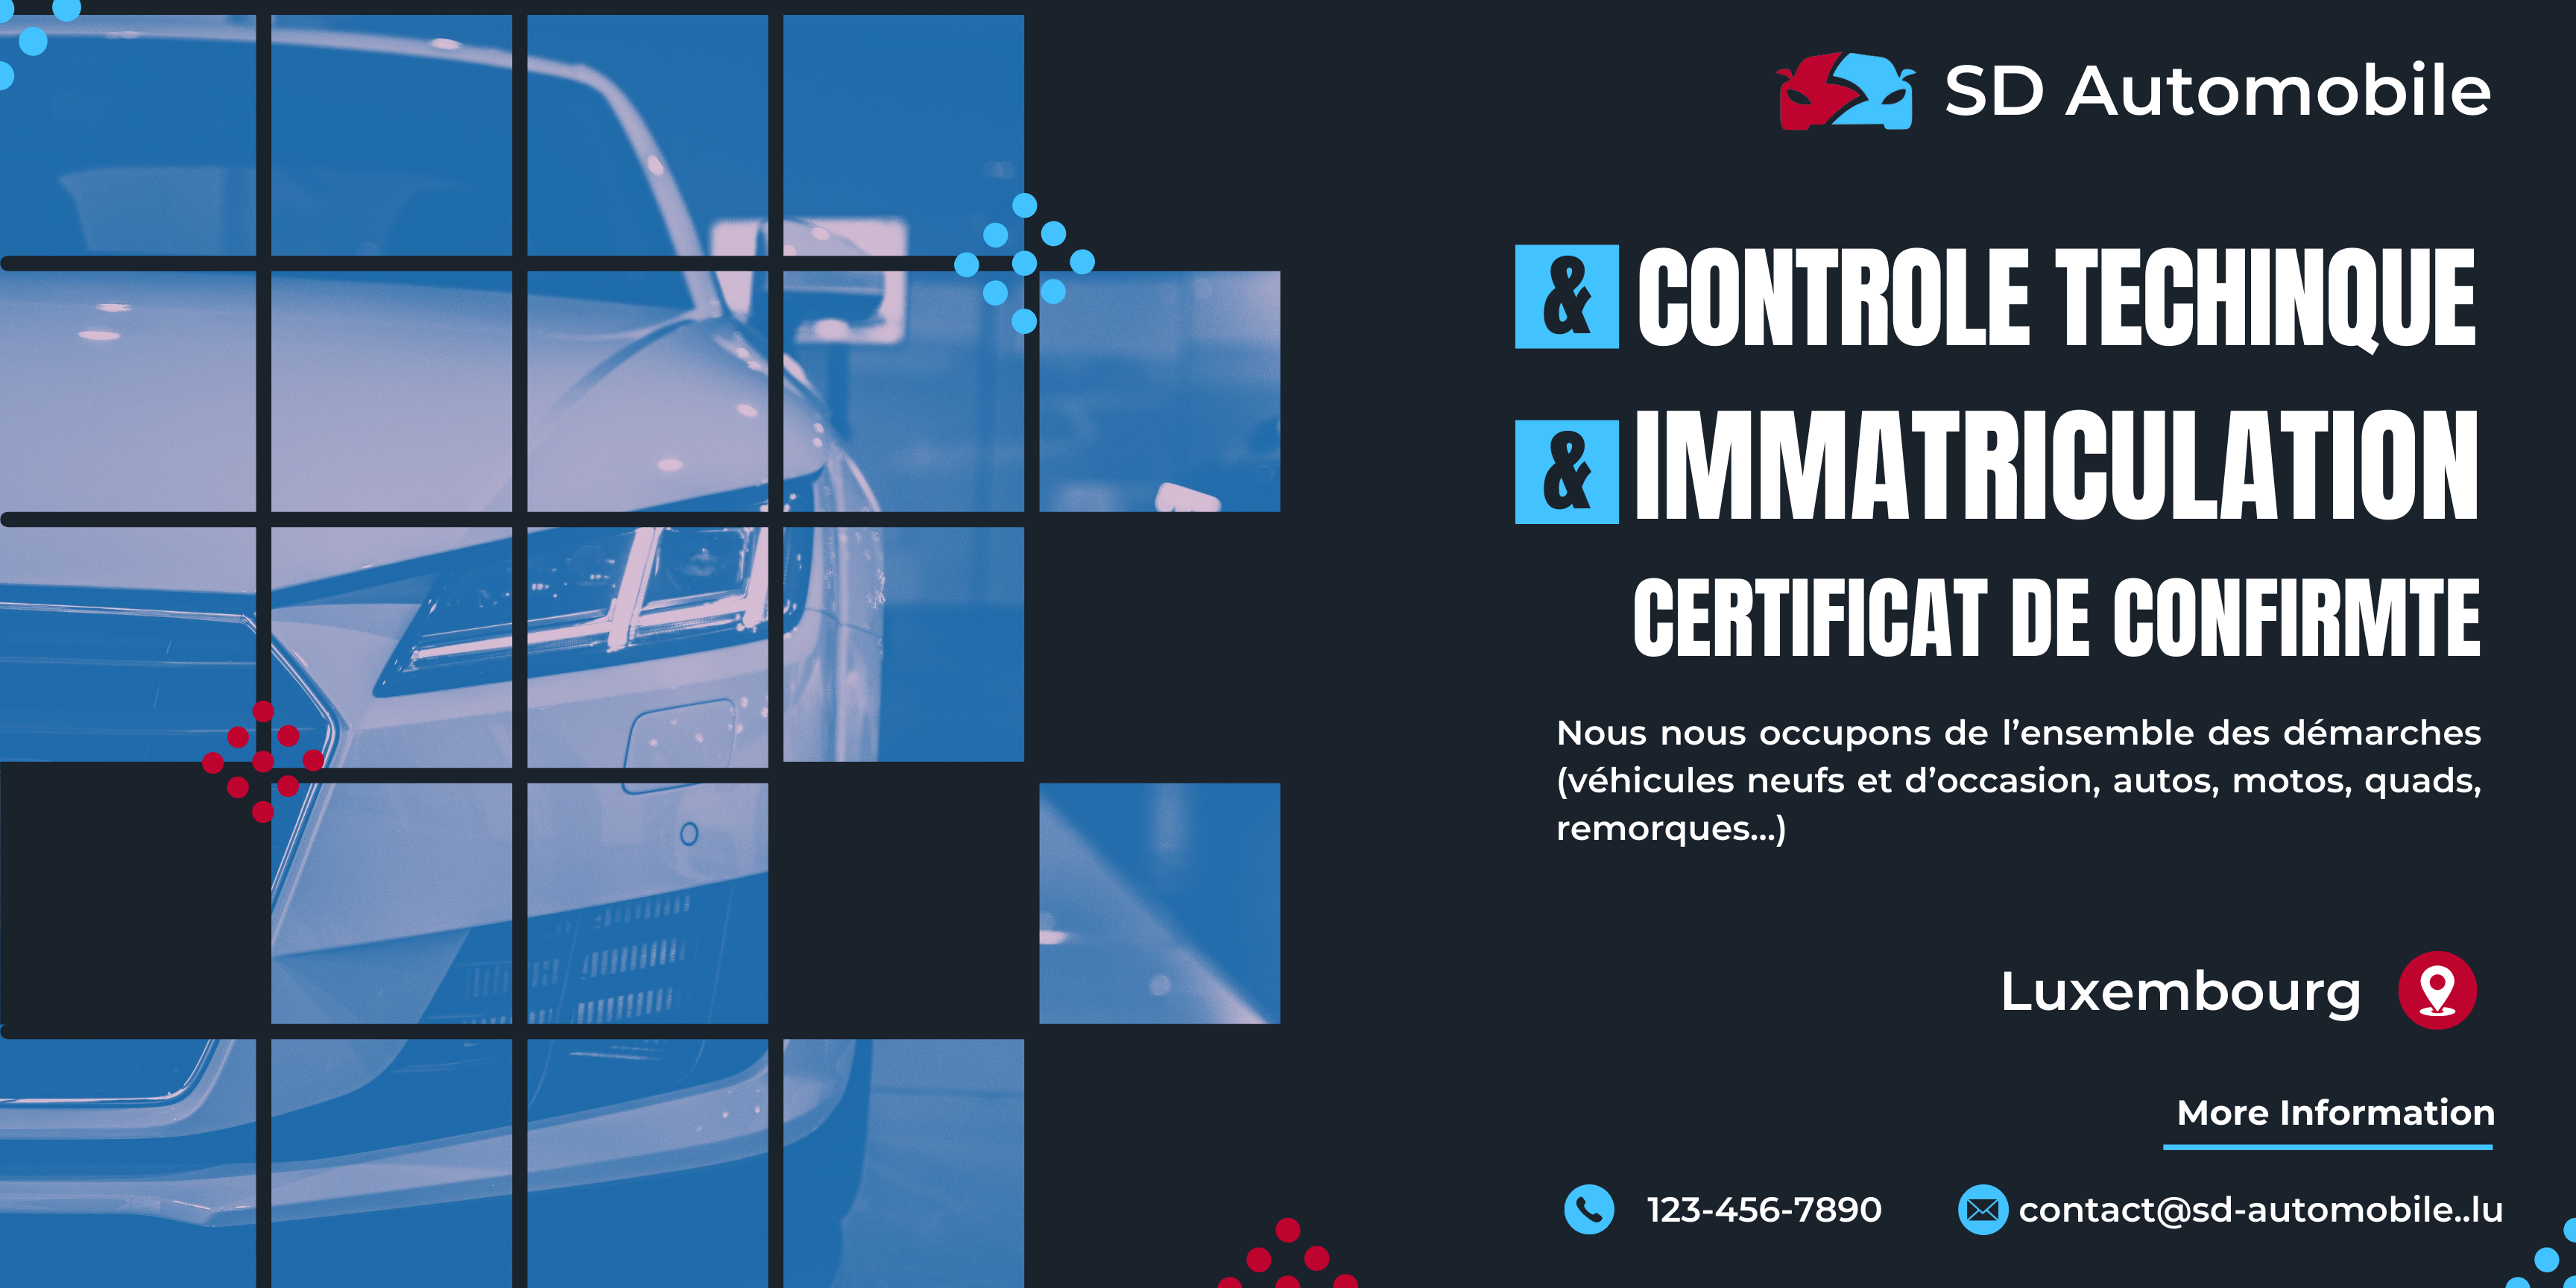 SD Automobile
& CONTROLE TECHINQUE
& IMMATRICULATION
CERTIFICAT DE CONFIRMTE
Nous nous occupons de l’ensemble des démarches
(véhicules neufs et d’occasion, autos, motos, quads,
remorques...)
Luxembourg
More Information
123-456-7890 contact@sd-automobile..lu